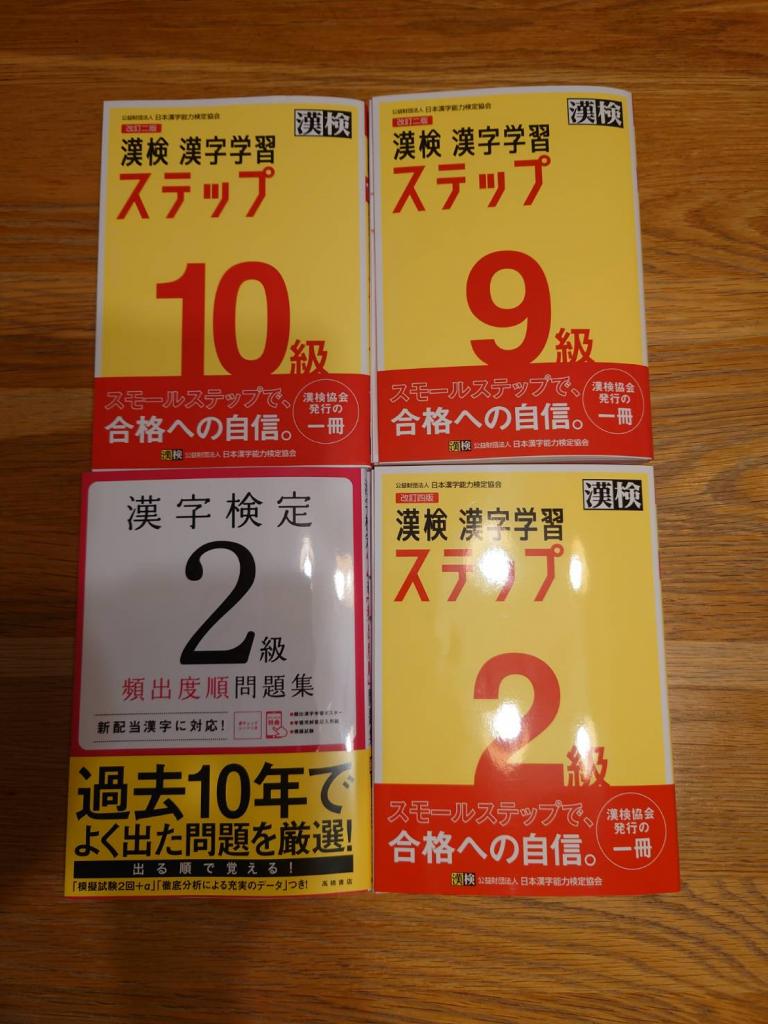 公益財団法人 日本漢字能力検定協会
漢検
改訂二版
漢検 漢字学習
ステップ
10級
スモールステップで、
合格への自信。
漢検協会
発行の
一冊
漢検 公益財団法人 日本漢字能力検定協会
公益財団法人 日本漢字能力検定協会
漢検
改訂二版
漢検 漢字学習
ステップ
9級
スモールステップで、
合格への自信。
漢検協会
発行の
一冊
漢検 公益財団法人 日本漢字能力検定協会
漢字検定
2級
頻出度順問題集
新配当漢字に対応!
過去10年で
よく出た問題を厳選!
出る順で覚える!
「模擬試験2回+α」「徹底分析による充実のデータ」つき!
高橋書店
公益財団法人 日本漢字能力検定協会
漢検
改訂四版
漢検 漢字学習
ステップ
2級
スモールステップで、
合格への自信。
漢検協会
発行の
一冊
漢検 公益財団法人 日本漢字能力検定協会